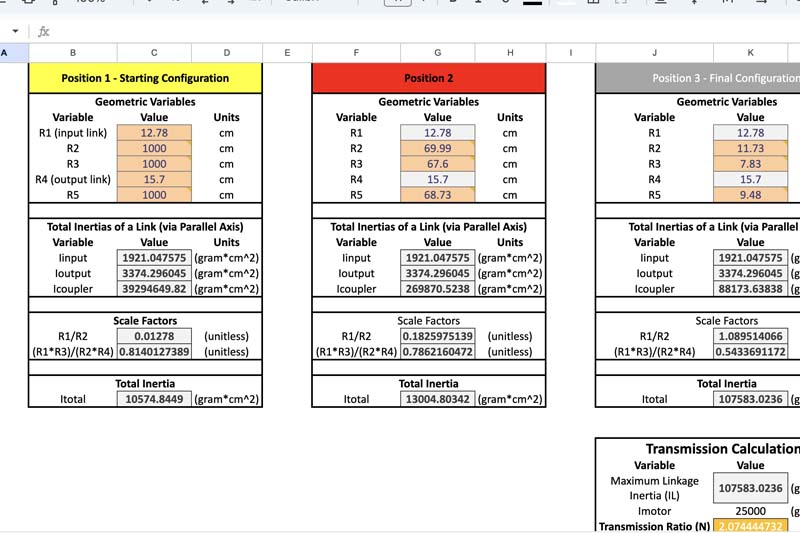 fx
A B C D E F G H I J K
Position 1 - Starting Configuration
Geometric Variables
Variable Value Units
R1 (input link) 12.78 cm
R2 1000 cm
R3 1000 cm
R4 (output link) 15.7 cm
R5 1000 cm
Total Inertias of a Link (via Parallel Axis)
Variable Value Units
Iinput 1921.047575 (gram*cm^2)
Ioutput 3374.296045 (gram*cm^2)
Icoupler 39294649.82 (gram*cm^2)
Scale Factors
R1/R2 0.01278 (unitless)
(R1*R3)/(R2*R4) 0.8140127389 (unitless)
Total Inertia
Itotal 10574.8449 (gram*cm^2)
Position 2
Geometric Variables
Variable Value Units
R1 12.78 cm
R2 69.99 cm
R3 67.6 cm
R4 15.7 cm
R5 68.73 cm
Total Inertias of a Link (via Parallel Axis)
Variable Value Units
Iinput 1921.047575 (gram*cm^2)
Ioutput 3374.296045 (gram*cm^2)
Icoupler 269870.5238 (gram*cm^2)
Scale Factors
R1/R2 0.1825975139 (unitless)
(R1*R3)/(R2*R4) 0.7862160472 (unitless)
Total Inertia
Itotal 13004.80342 (gram*cm^2)
Position 3 - Final Configuration
Geometric Variables
Variable Value
R1 12.78
R2 11.73
R3 7.83
R4 15.7
R5 9.48
Total Inertias of a Link (via Parallel
Variable Value
Iinput 1921.047575 (g
Ioutput 3374.296045 (g
Icoupler 88173.63838 (g
Scale Factors
R1/R2 1.089514066
(R1*R3)/(R2*R4) 0.5433691172
Total Inertia
Itotal 107583.0236 (g
Transmission Calculation
Variable Value
Maximum Linkage
Inertia (IL) 107583.0236 (g
Imotor 25000 (g
Transmission Ratio (N) 2.074444732